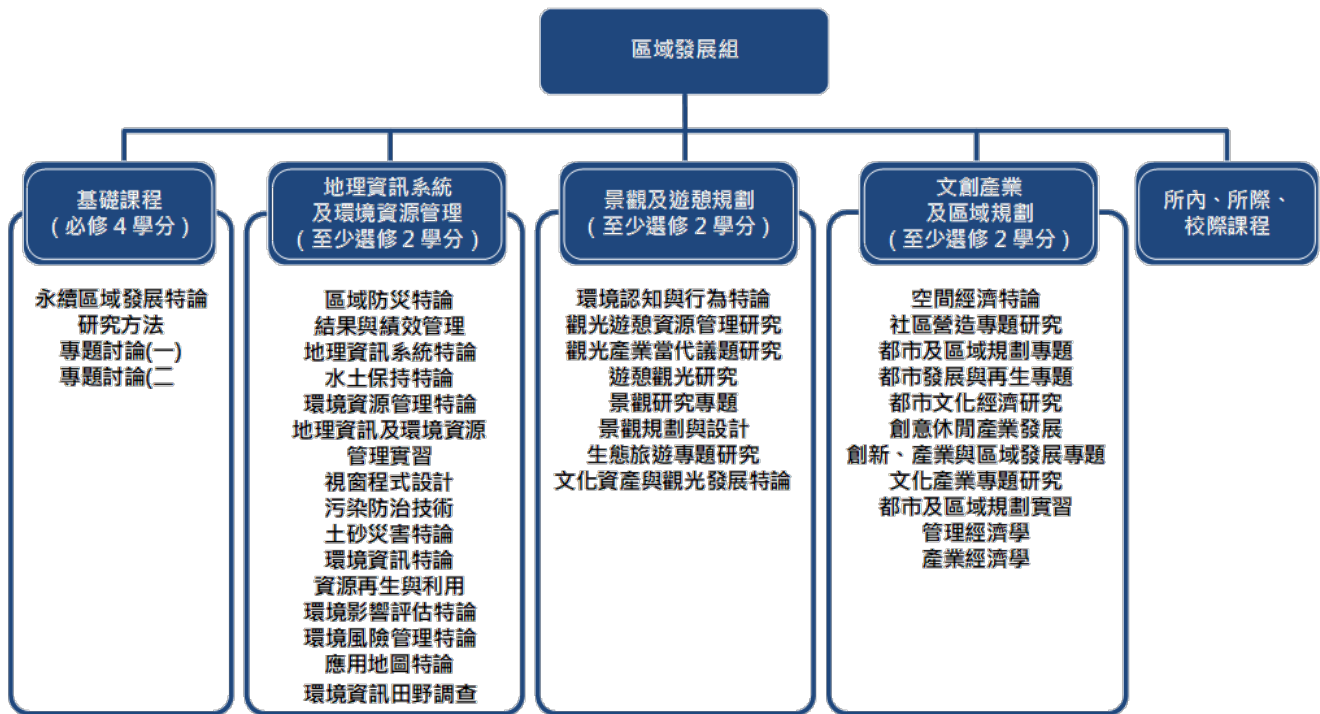 區域發展組
基礎課程
（必修 4 學分）
永續區域發展特論
研究方法
專題討論(一)
專題討論(二
地理資訊系統
及環境資源管理
（至少選修 2 學分）
區域防災特論
結果與績效管理
地理資訊系統特論
水土保持特論
環境資源管理特論
地理資訊及環境資源
管理實習
視窗程式設計
污染防治技術
土砂災害特論
環境資訊特論
資源再生與利用
環境影響評估特論
環境風險管理特論
應用地圖特論
環境資訊田野調查
景觀及遊憩規劃
（至少選修 2 學分）
環境認知與行為特論
觀光遊憩資源管理研究
觀光產業當代議題研究
遊憩觀光研究
景觀研究專題
景觀規劃與設計
生態旅遊專題研究
文化資產與觀光發展特論
文創產業
及區域規劃
（至少選修 2 學分）
空間經濟特論
社區營造專題研究
都市及區域規劃專題
都市發展與再生專題
都市文化經濟研究
創意休閒產業發展
創新、產業與區域發展專題
文化產業專題研究
都市及區域規劃實習
管理經濟學
產業經濟學
所內、所際、
校際課程